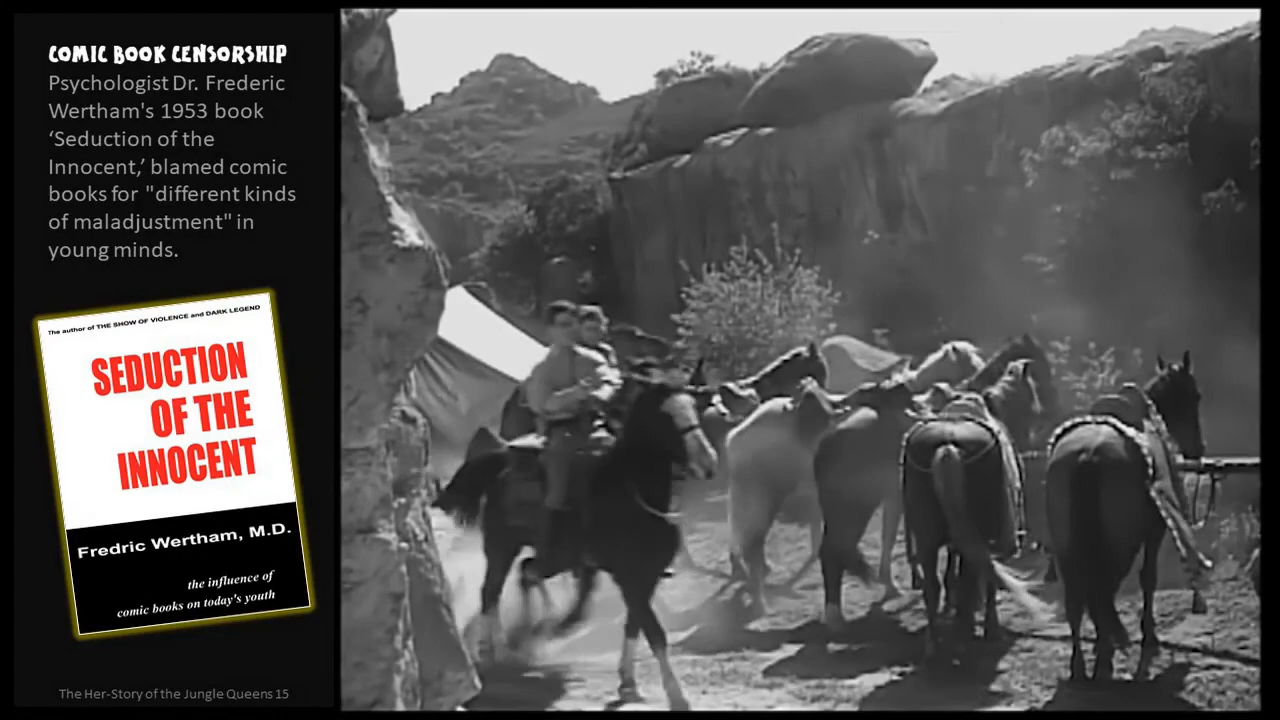 COMIC BOOK CENSORSHIP
Psychologist Dr. Frederic
Wertham's 1953 book
‘Seduction of the
Innocent,’ blamed comic
books for "different kinds
of maladjustment" in
young minds.
The author of THE SHOW OF VIOLENCE and DARK LEGEND
SEDUCTION
OF THE
INNOCENT
Fredric Wertham, M.D.
the influence of
comic books on today's youth
The Her-Story of the Jungle Queens 15